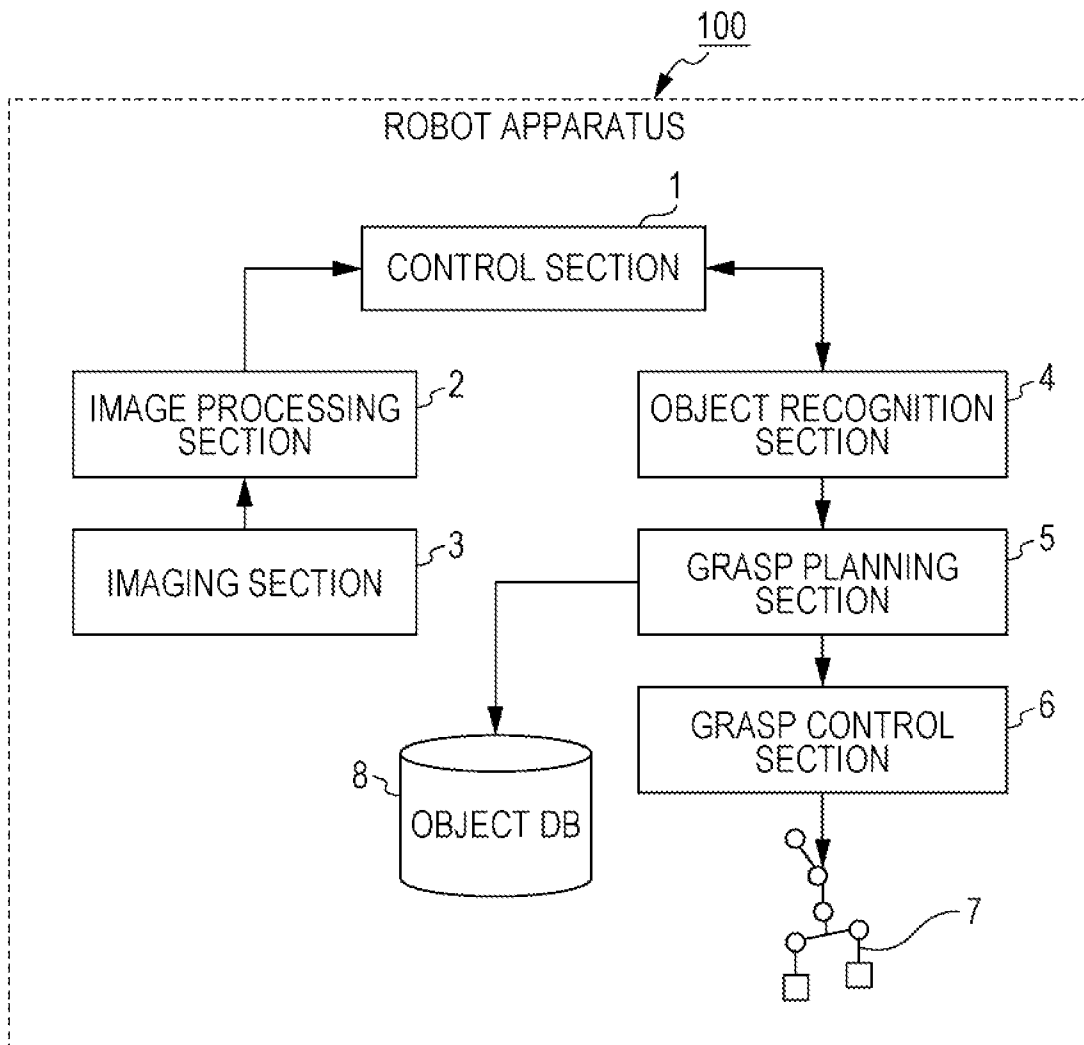 100
ROBOT APPARATUS
1
CONTROL SECTION
IMAGE PROCESSING
SECTION
2
OBJECT RECOGNITION
SECTION
4
IMAGING SECTION
3
GRASP PLANNING
SECTION
5
GRASP CONTROL
SECTION
6
8
OBJECT DB
7